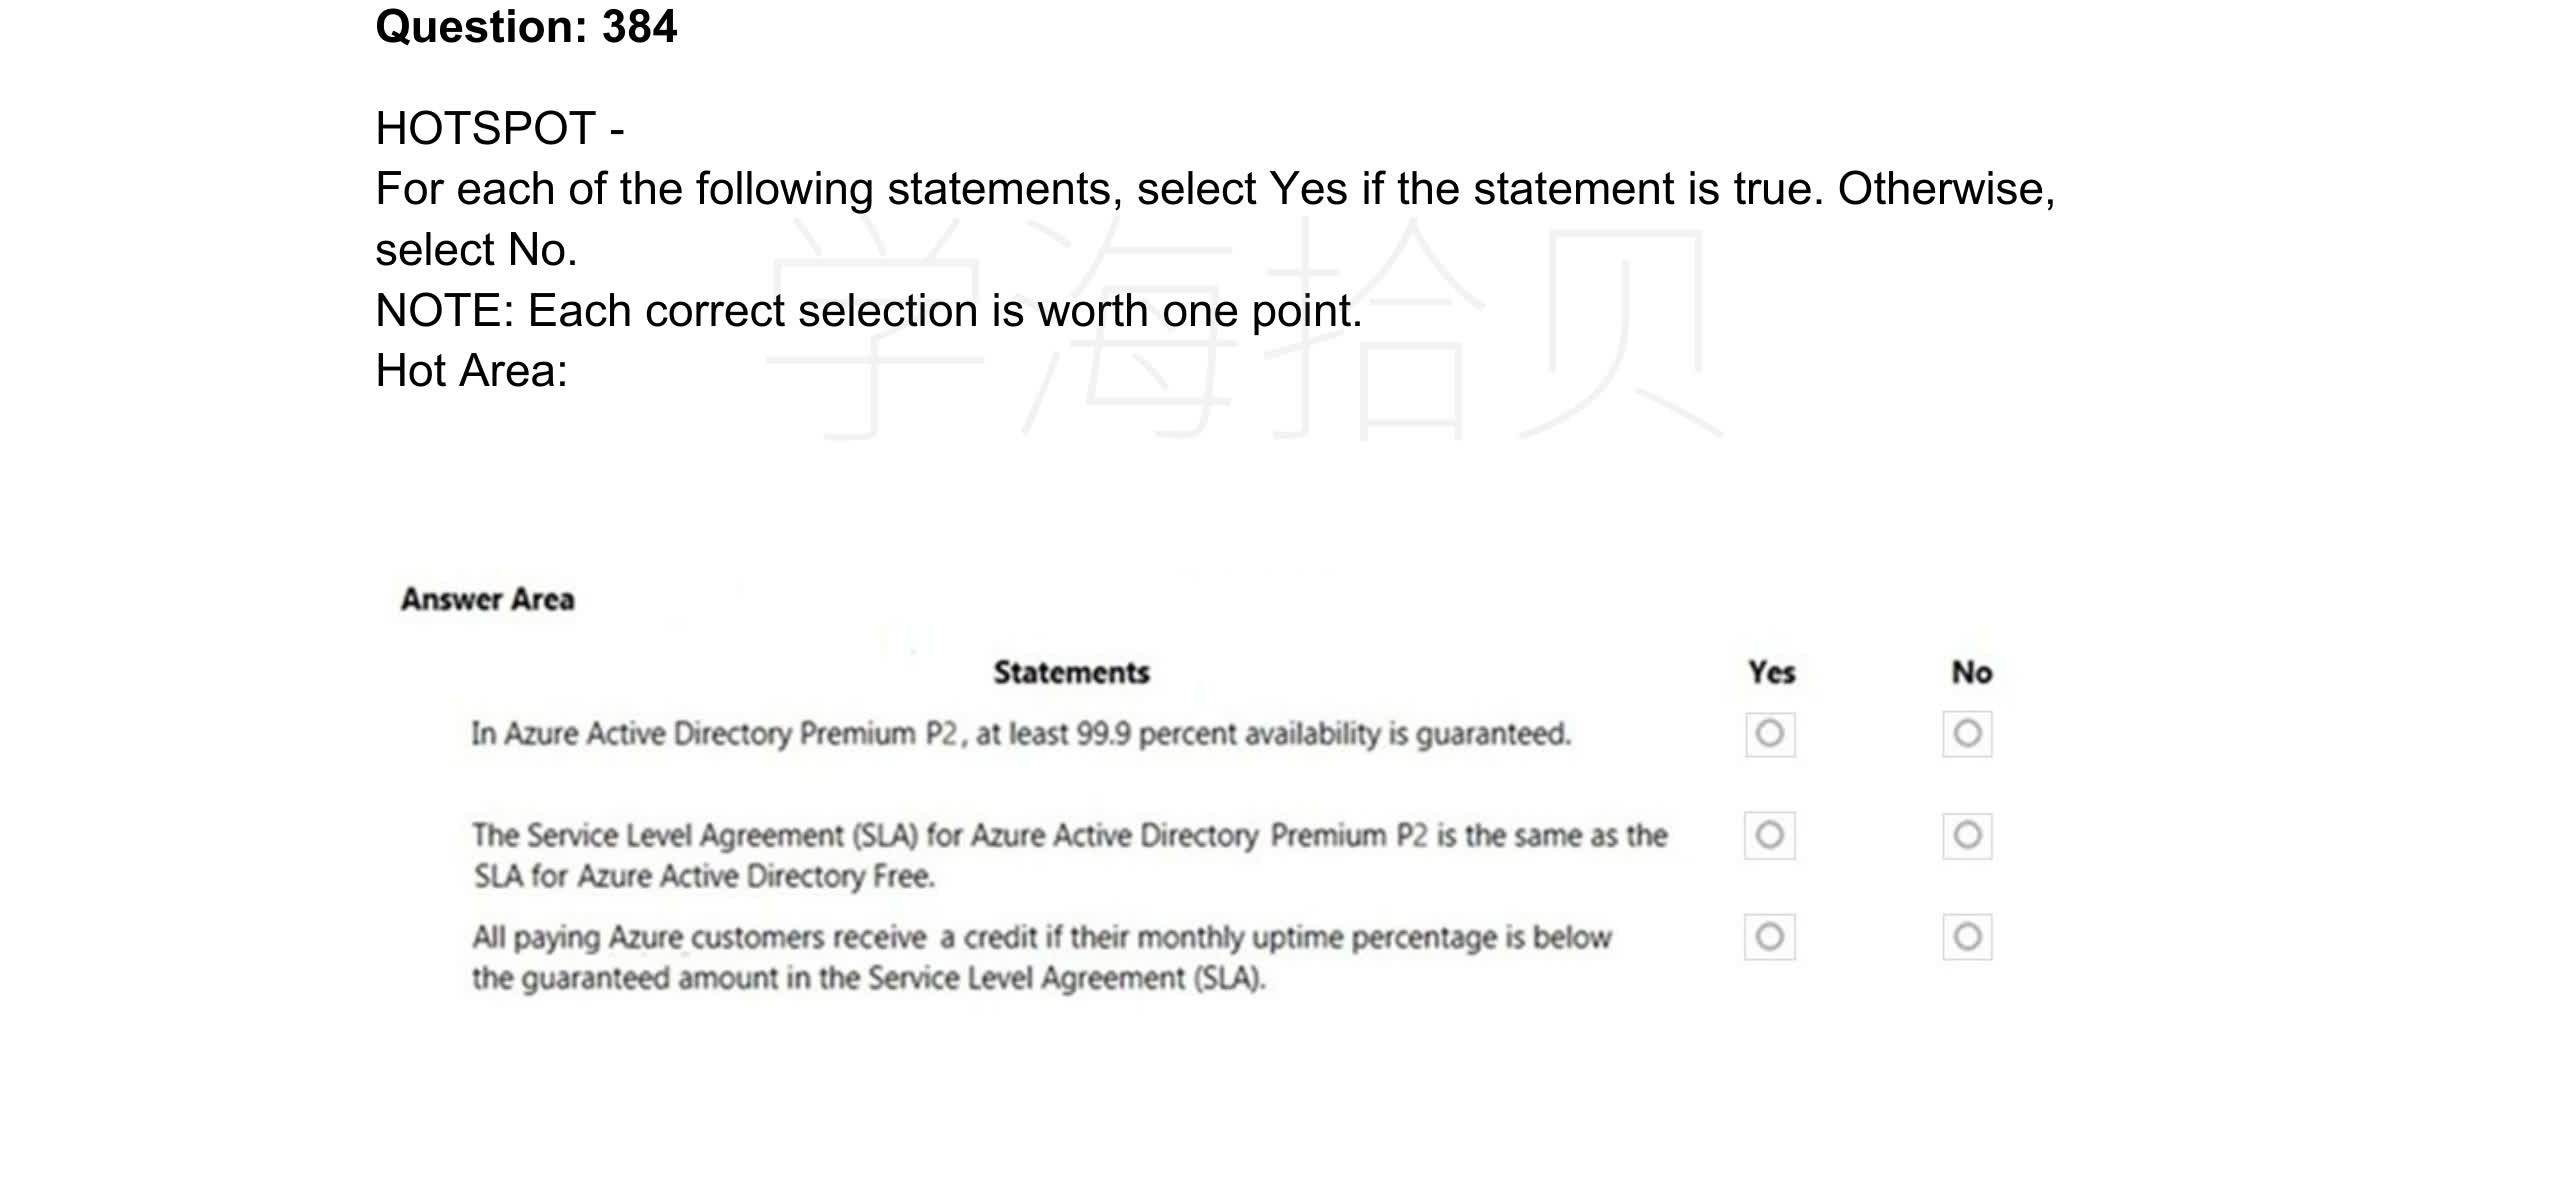 Question: 384
HOTSPOT -
For each of the following statements, select Yes if the statement is true. Otherwise,
select No.
NOTE: Each correct selection is worth one point.
Hot Area:
学海拾贝
Answer Area
Statements Yes No
In Azure Active Directory Premium P2, at least 99.9 percent availability is guaranteed.
The Service Level Agreement (SLA) for Azure Active Directory Premium P2 is the same as the
SLA for Azure Active Directory Free.
All paying Azure customers receive a credit if their monthly uptime percentage is below
the guaranteed amount in the Service Level Agreement (SLA).